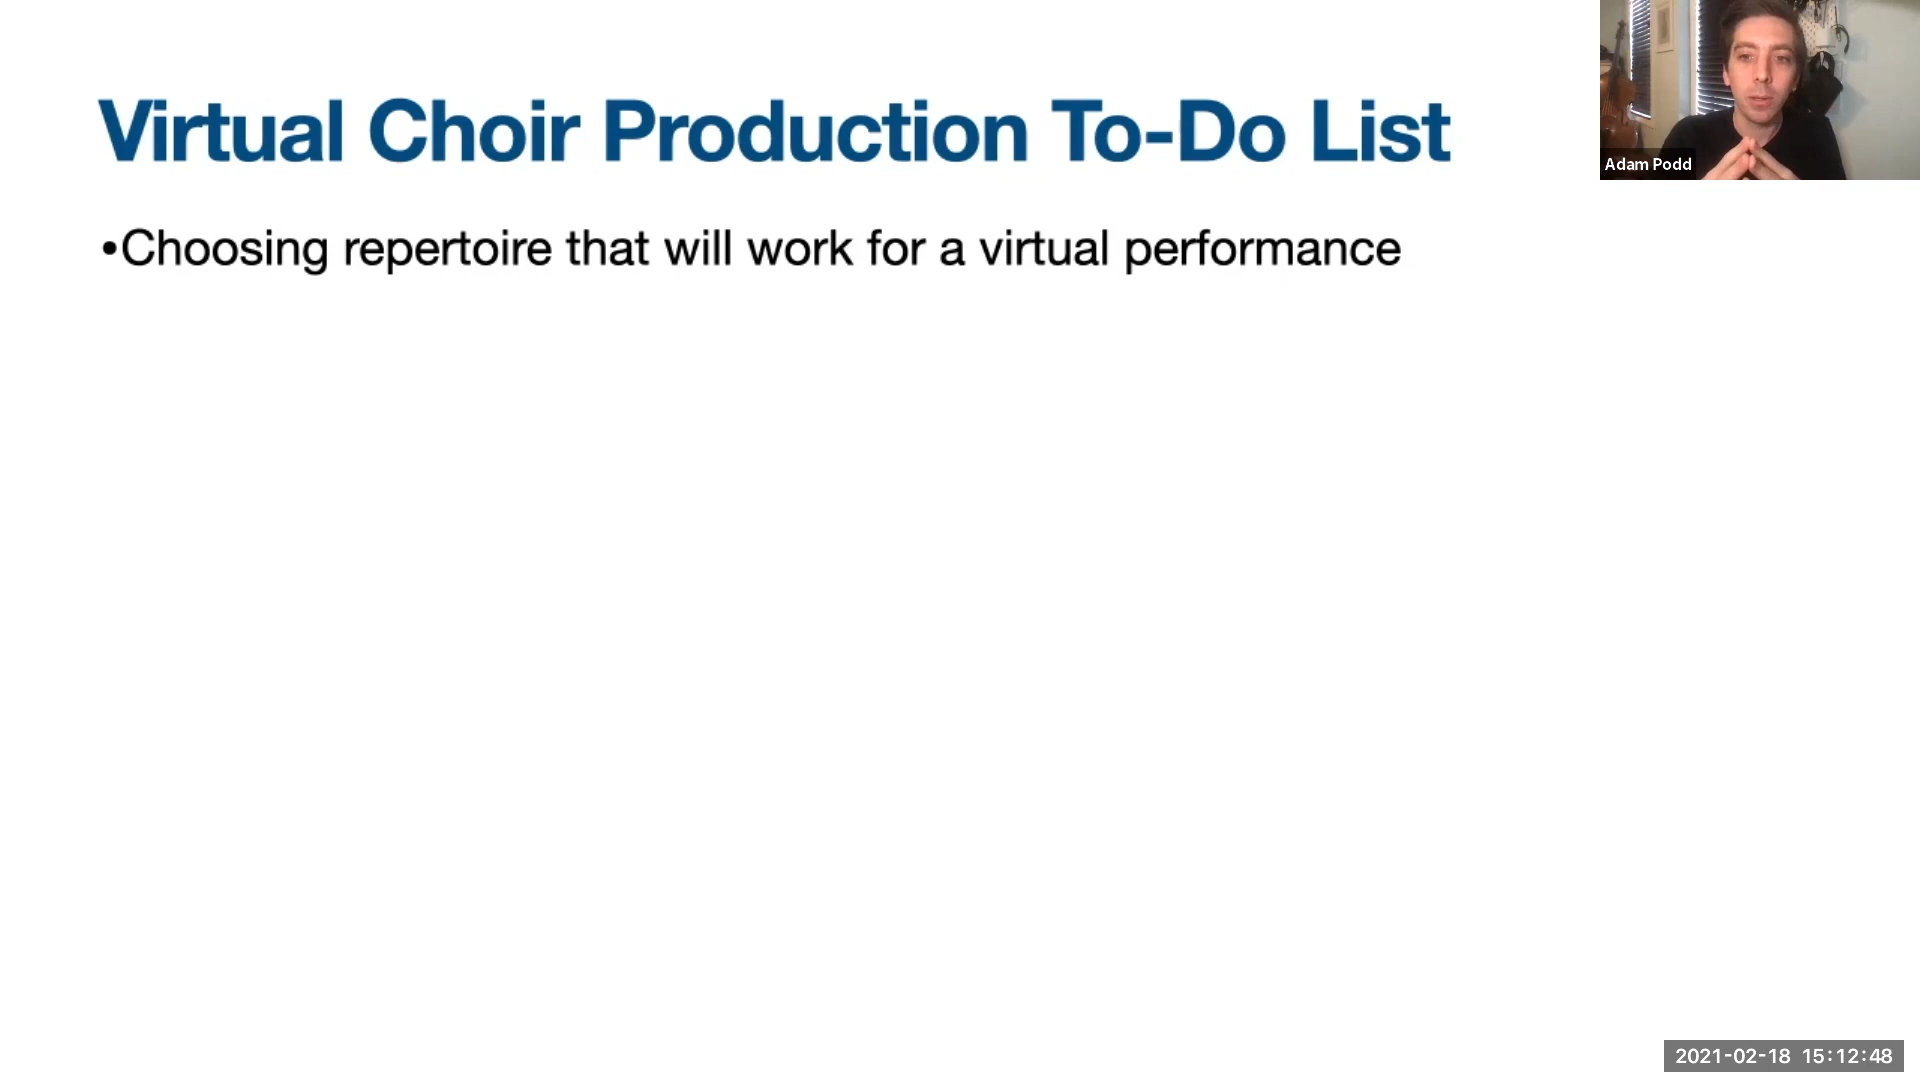 Virtual Choir Production To-Do List
•Choosing repertoire that will work for a virtual performance
Adam Podd
2021-02-18 15:12:48